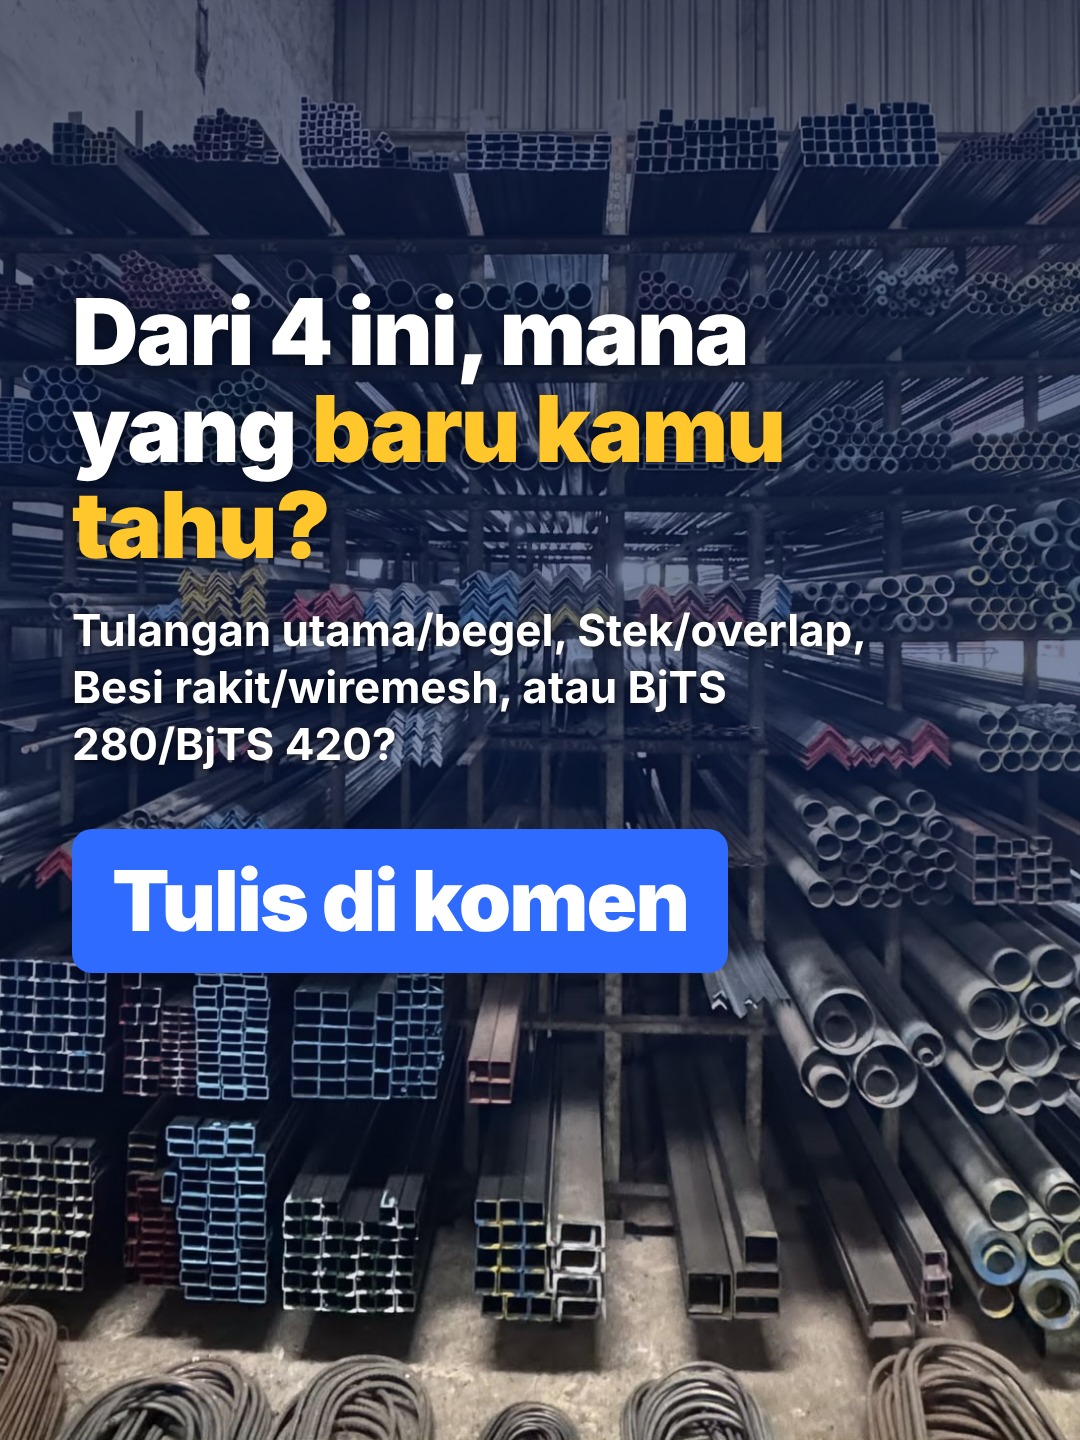 Dari 4 ini, mana
yang baru kamu
tahu?
Tulangan utama/begel, Stek/overlap,
Besi rakit/wiremesh, atau BjTS
280/BjTS 420?
Tulis di komen